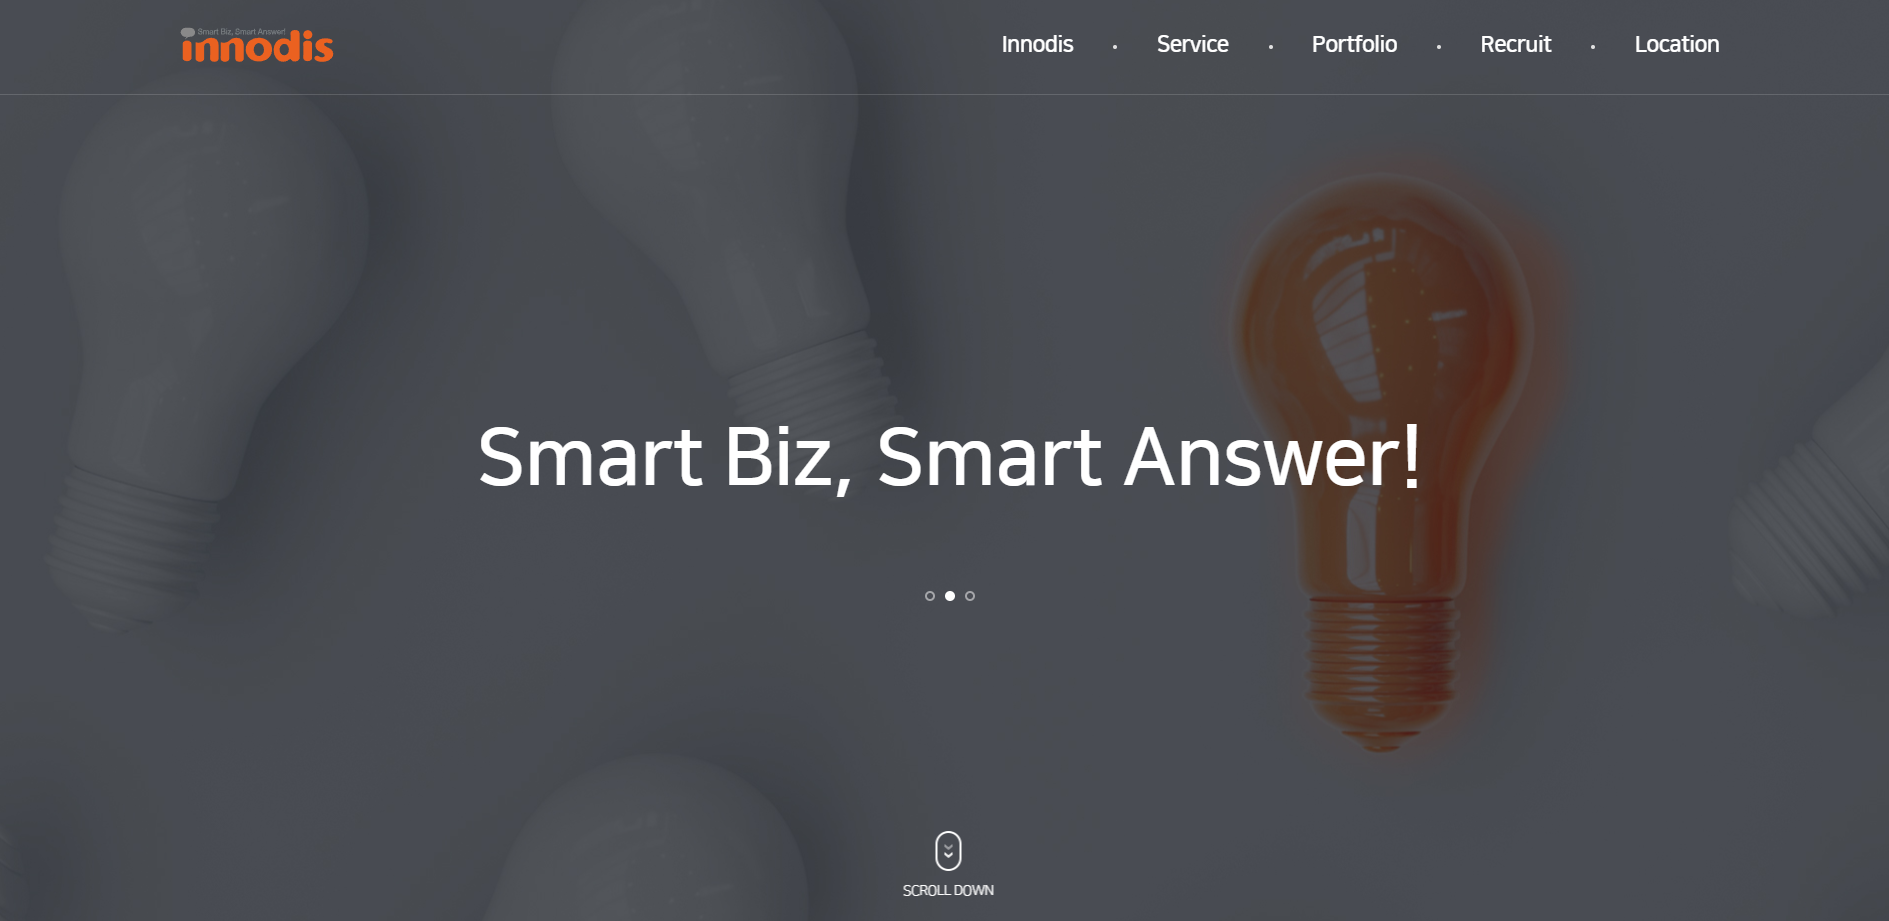 Smart Biz, Smart Answer!
innodis
Innodis
Service
Portfolio
Recruit
Location
Smart Biz, Smart Answer!
SCROLL DOWN